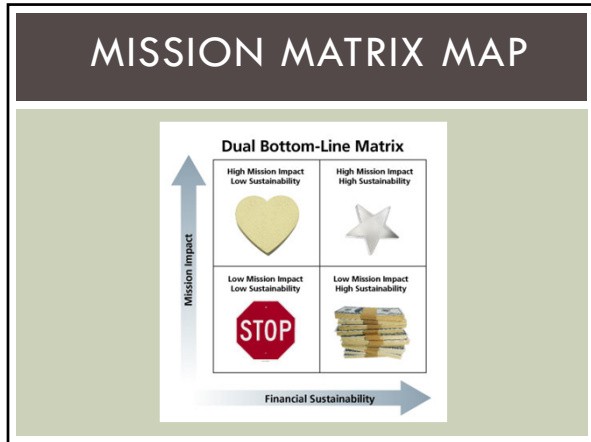 MISSION MATRIX MAP
Dual Bottom-Line Matrix
High Mission Impact
Low Sustainability
High Mission Impact
High Sustainability
Mission Impact
Low Mission Impact
Low Sustainability
STOP
Low Mission Impact
High Sustainability
Financial Sustainability